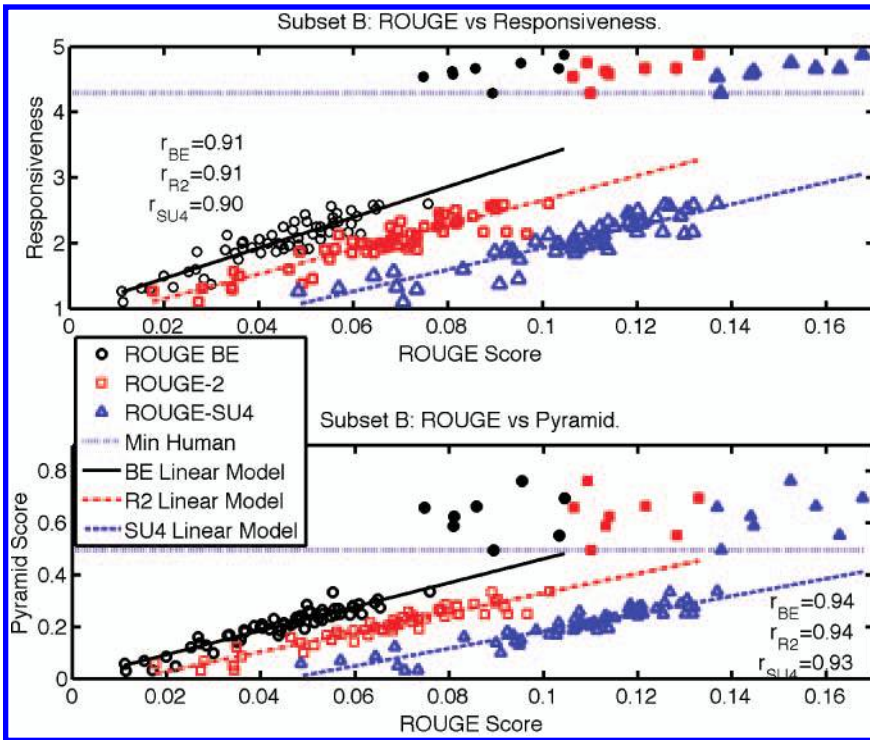 Subset B: ROUGE vs Responsiveness.
5
4
3
2
1
Responsiveness
r_BE=0.91
r_R2=0.91
r_SU4=0.90
0 0.02 0.04 0.06 0.08 0.1 0.12 0.14 0.16
ROUGE Score
ROUGE BE
ROUGE-2
ROUGE-SU4
Min Human
BE Linear Model
R2 Linear Model
SU4 Linear Model
Subset B: ROUGE vs Pyramid.
0.8
0.6
0.4
0.2
0
Pyramid Score
r_BE=0.94
r_R2=0.94
r_SU4=0.93
0 0.02 0.04 0.06 0.08 0.1 0.12 0.14 0.16
ROUGE Score